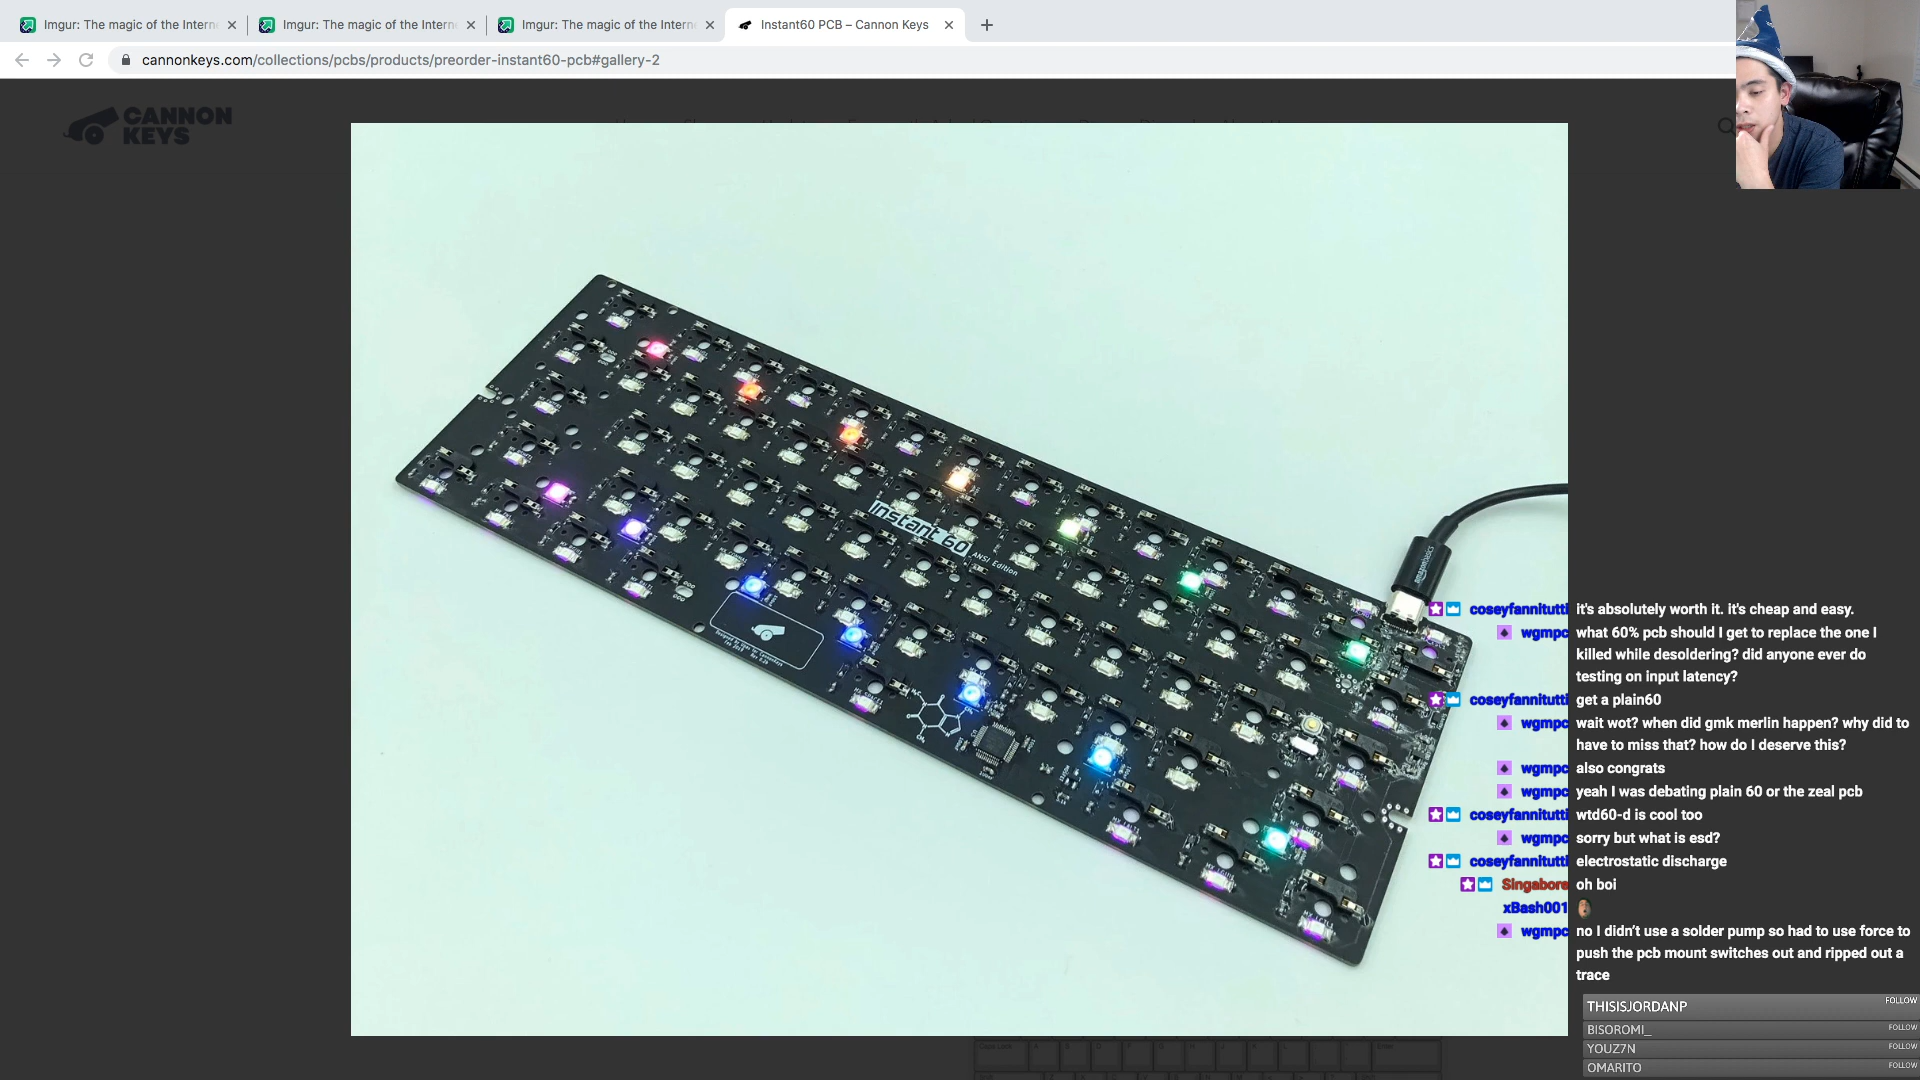 Imgur: The magic of the Intern
Imgur: The magic of the Intern
Imgur: The magic of the Intern
Instant60 PCB – Cannon Keys
cannonkeys.com/collections/pcbs/products/preorder-instant60-pcb#gallery-2
CANNON
KEYS
Instant 60
ANSI Edition
amazonbasics
coseyfannitutti it's absolutely worth it. it's cheap and easy.
wgmpc what 60% pcb should I get to replace the one I
killed while desoldering? did anyone ever do
testing on input latency?
coseyfannitutti get a plain60
wgmpc wait wot? when did gmk merlin happen? why did to
have to miss that? how do I deserve this?
wgmpc also congrats
wgmpc yeah I was debating plain 60 or the zeal pcb
coseyfannitutti wtd60-d is cool too
wgmpc sorry but what is esd?
coseyfannitutti electrostatic discharge
Singabore oh boi
xBash001
wgmpc no I didn't use a solder pump so had to use force to
push the pcb mount switches out and ripped out a
trace
THISISJORDANP FOLLOW
BISOROMI_ FOLLOW
YOUZ7N FOLLOW
OMARITO FOLLOW